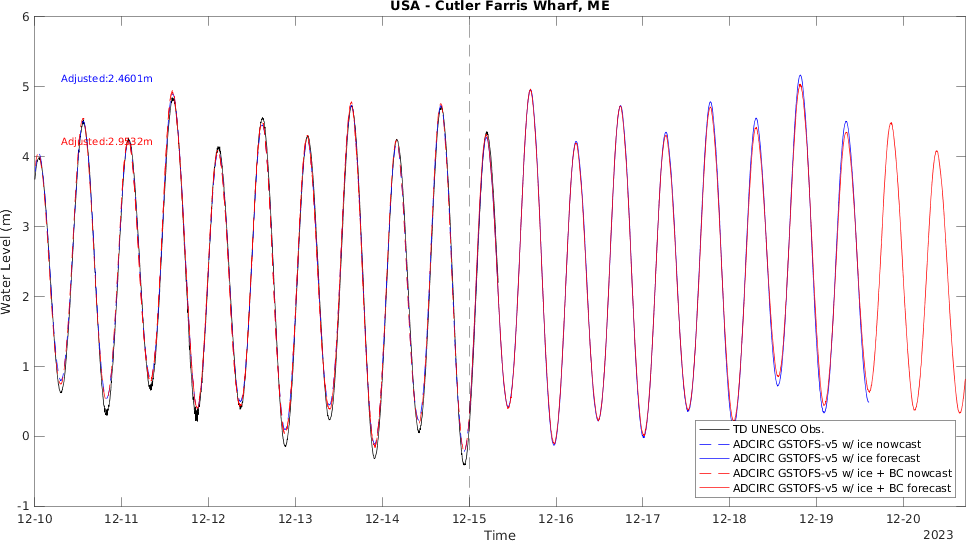 USA - Cutler Farris Wharf, ME
6
5
4
3
2
1
0
-1
Water Level (m)
Adjusted:2.4601m
Adjusted:2.9532m
TD UNESCO Obs.
ADCIRC GSTOFS-v5 w/ ice nowcast
ADCIRC GSTOFS-v5 w/ ice forecast
ADCIRC GSTOFS-v5 w/ ice + BC nowcast
ADCIRC GSTOFS-v5 w/ ice + BC forecast
12-10 12-11 12-12 12-13 12-14 12-15 12-16 12-17 12-18 12-19 12-20
Time
2023